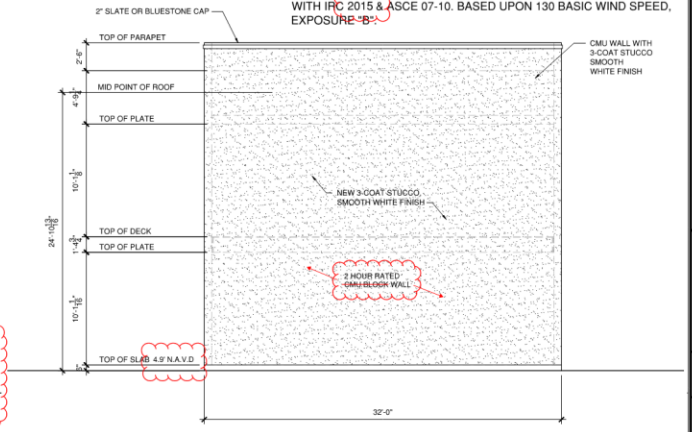 WITH IRC 2015 & ASCE 07-10. BASED UPON 130 BASIC WIND SPEED,
EXPOSURE "B".
2" SLATE OR BLUESTONE CAP
TOP OF PARAPET
CMU WALL WITH
3-COAT STUCCO
SMOOTH
WHITE FINISH
2'-6"
MID POINT OF ROOF
TOP OF PLATE
NEW 3-COAT STUCCO,
SMOOTH WHITE FINISH
TOP OF DECK
TOP OF PLATE
2 HOUR RATED
CMU BLOCK WALL
TOP OF SLAB 4.9' N.A.V.D
32'-0"